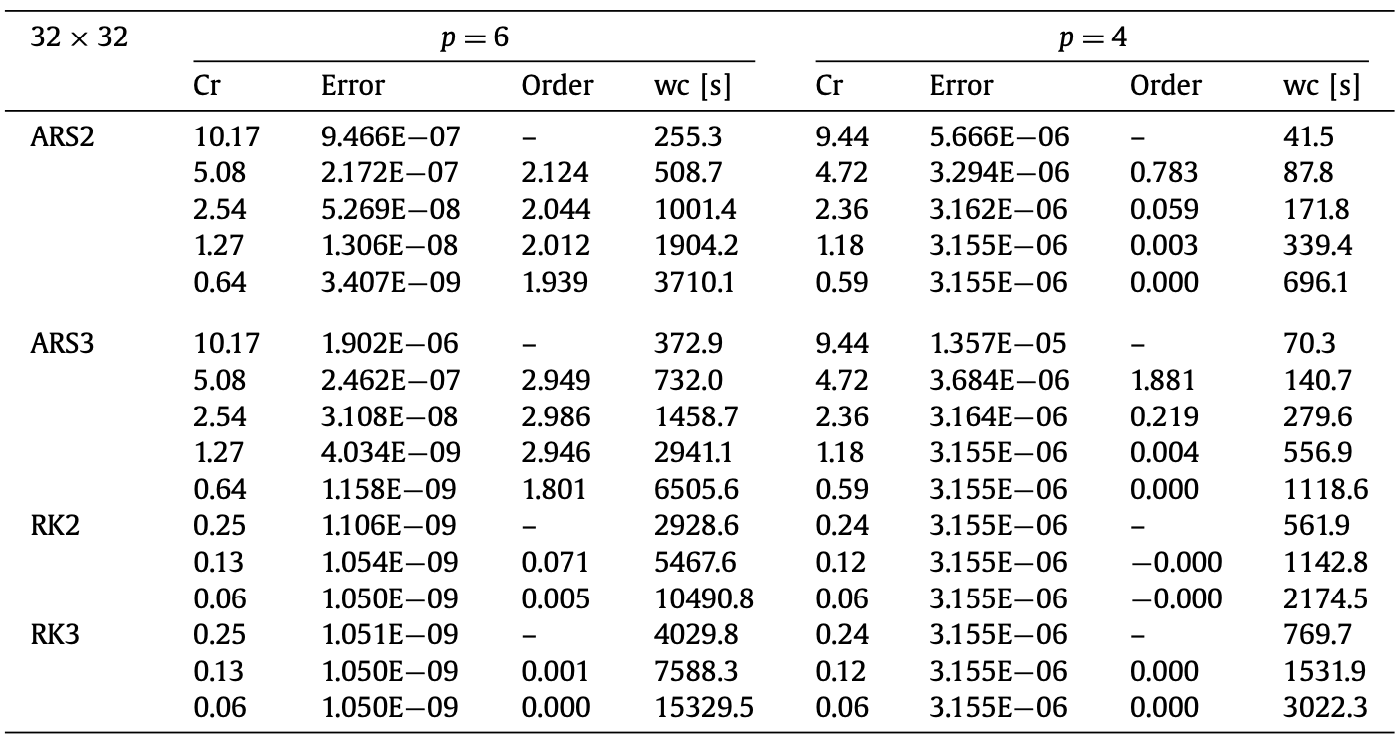 32 × 32 p = 6 p = 4
Cr Error Order wc [s] Cr Error Order wc [s]
ARS2 10.17 9.466E−07 – 255.3 9.44 5.666E−06 – 41.5
5.08 2.172E−07 2.124 508.7 4.72 3.294E−06 0.783 87.8
2.54 5.269E−08 2.044 1001.4 2.36 3.162E−06 0.059 171.8
1.27 1.306E−08 2.012 1904.2 1.18 3.155E−06 0.003 339.4
0.64 3.407E−09 1.939 3710.1 0.59 3.155E−06 0.000 696.1
ARS3 10.17 1.902E−06 – 372.9 9.44 1.357E−05 – 70.3
5.08 2.462E−07 2.949 732.0 4.72 3.684E−06 1.881 140.7
2.54 3.108E−08 2.986 1458.7 2.36 3.164E−06 0.219 279.6
1.27 4.034E−09 2.946 2941.1 1.18 3.155E−06 0.004 556.9
0.64 1.158E−09 1.801 6505.6 0.59 3.155E−06 0.000 1118.6
RK2 0.25 1.106E−09 – 2928.6 0.24 3.155E−06 – 561.9
0.13 1.054E−09 0.071 5467.6 0.12 3.155E−06 −0.000 1142.8
0.06 1.050E−09 0.005 10490.8 0.06 3.155E−06 −0.000 2174.5
RK3 0.25 1.051E−09 – 4029.8 0.24 3.155E−06 – 769.7
0.13 1.050E−09 0.001 7588.3 0.12 3.155E−06 0.000 1531.9
0.06 1.050E−09 0.000 15329.5 0.06 3.155E−06 0.000 3022.3